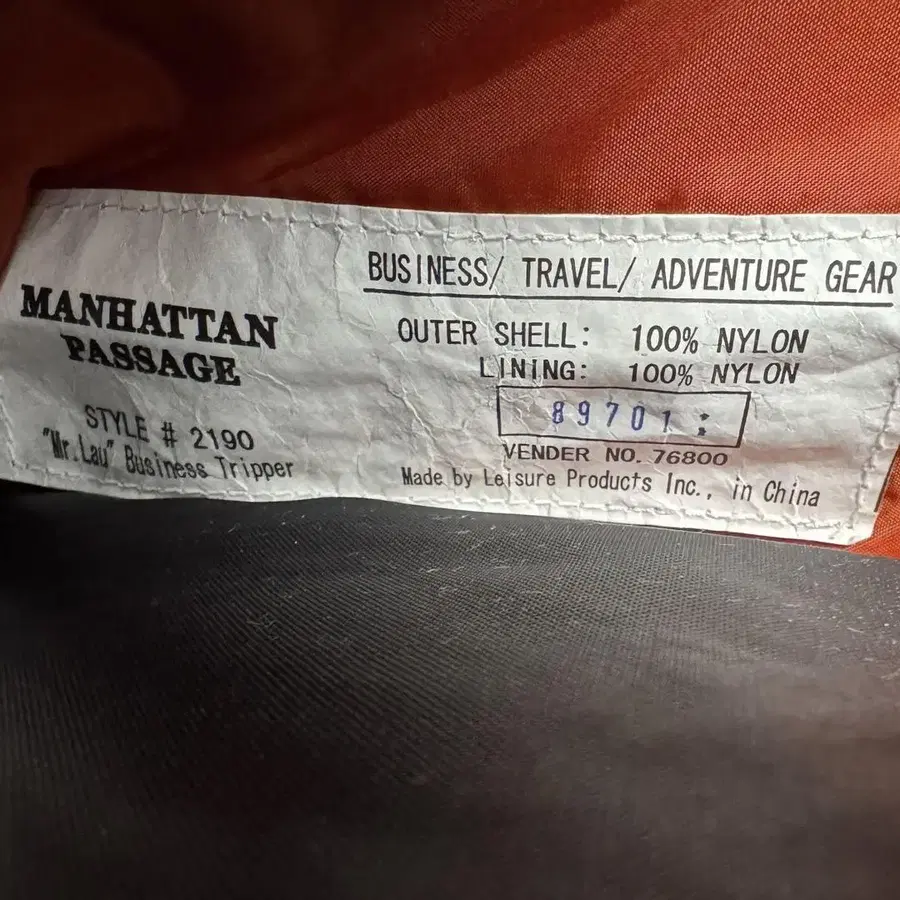 MANHATTAN
PASSAGE
STYLE # 2190
"Mr.Lau" Business Tripper
BUSINESS/ TRAVEL/ ADVENTURE GEAR
OUTER SHELL: 100% NYLON
LINING: 100% NYLON
89701 :
VENDER NO. 76800
Made by Leisure Products Inc., in China